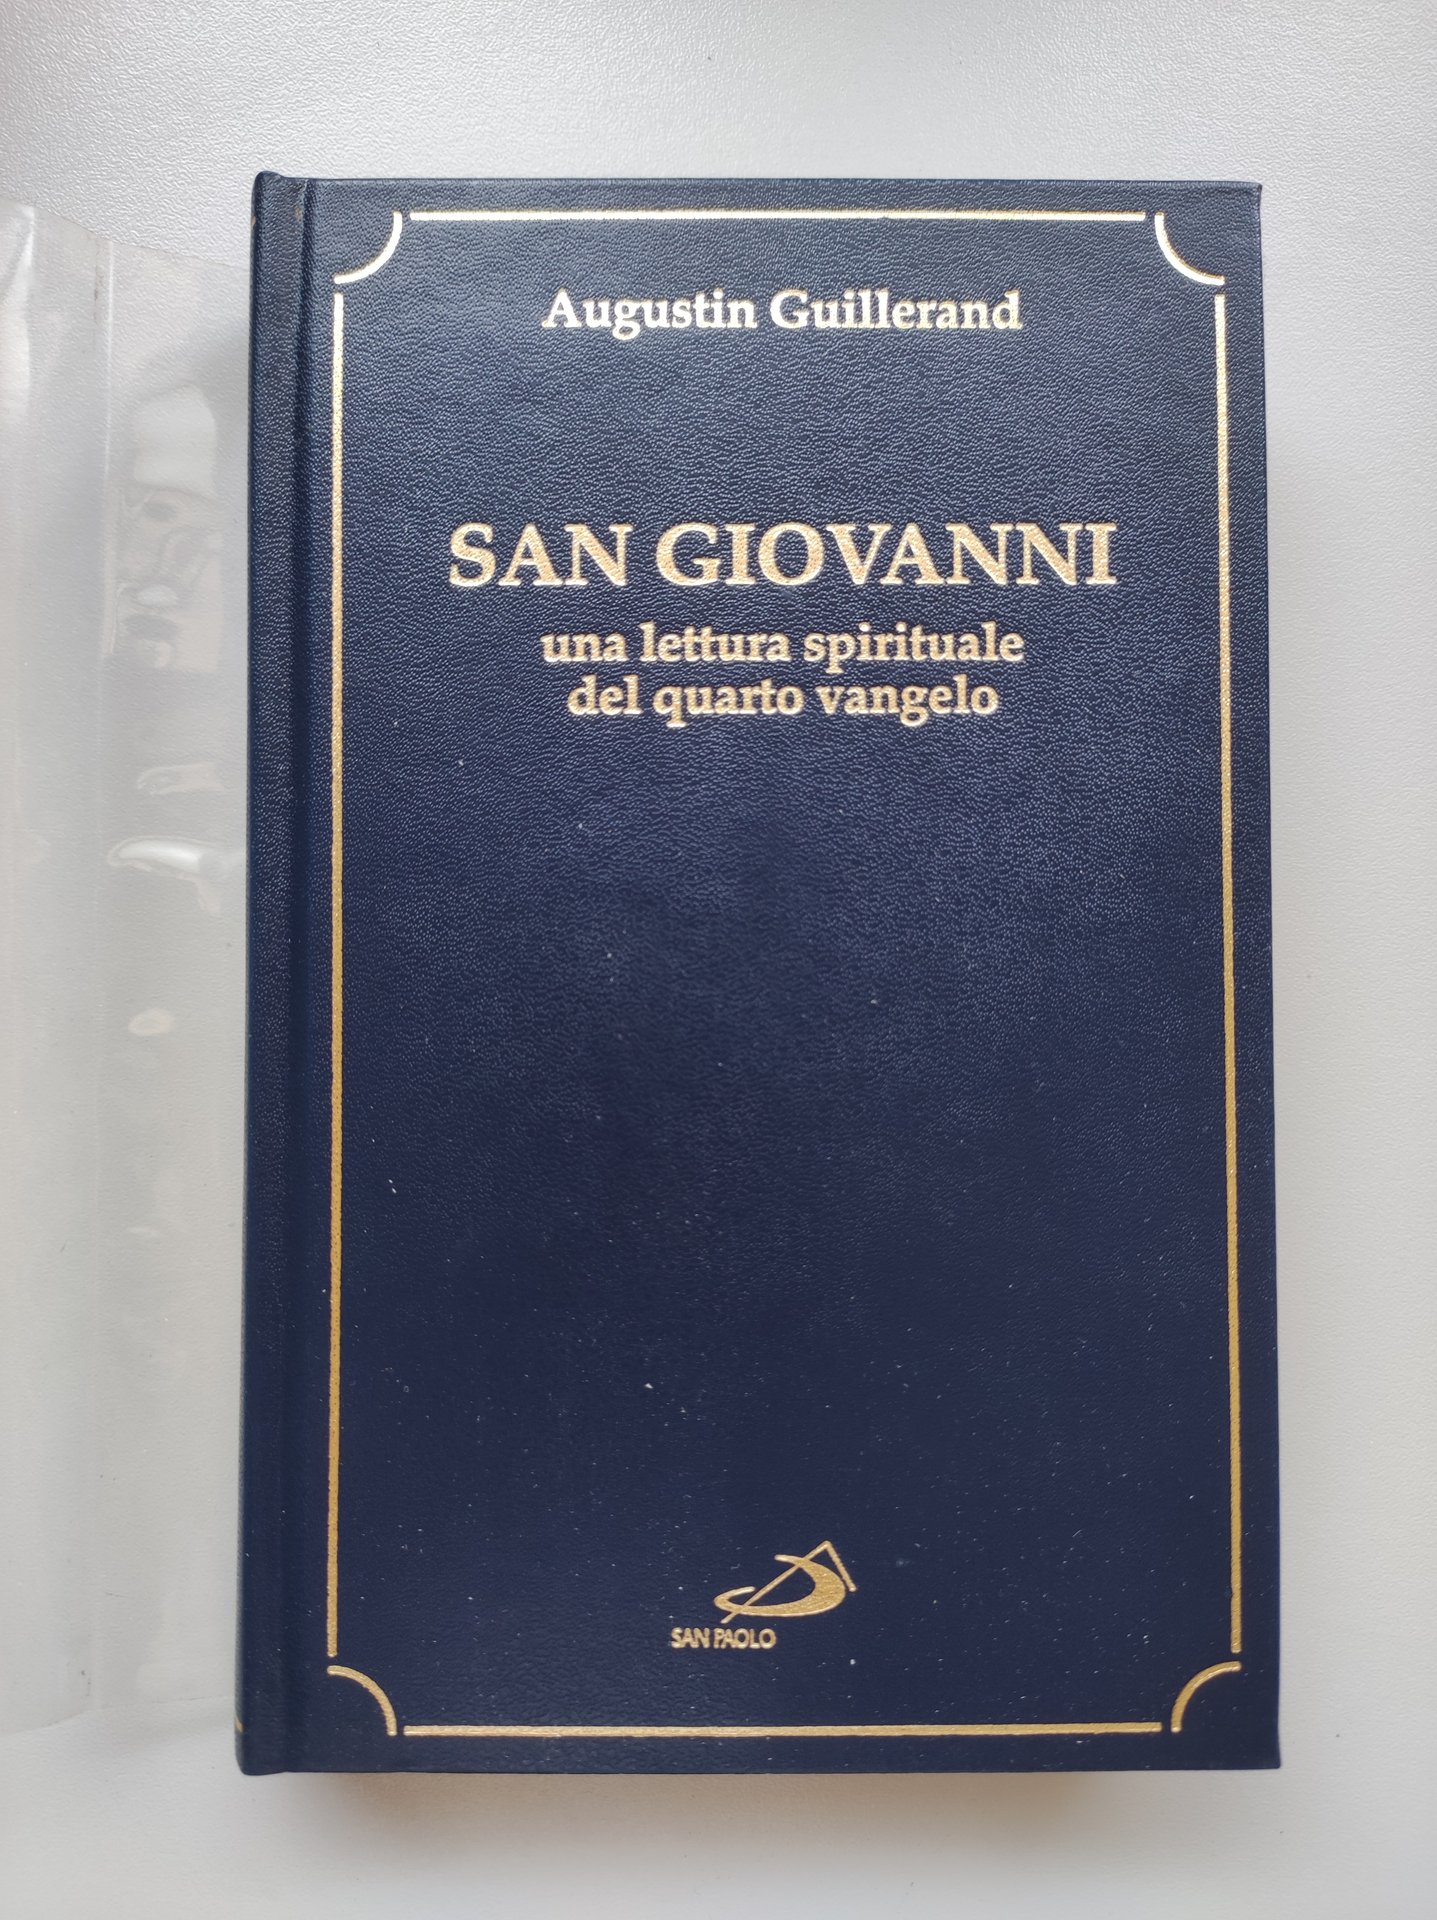 Augustin Guillerand
SAN GIOVANNI
una lettura spirituale
del quarto vangelo
SAN PAOLO